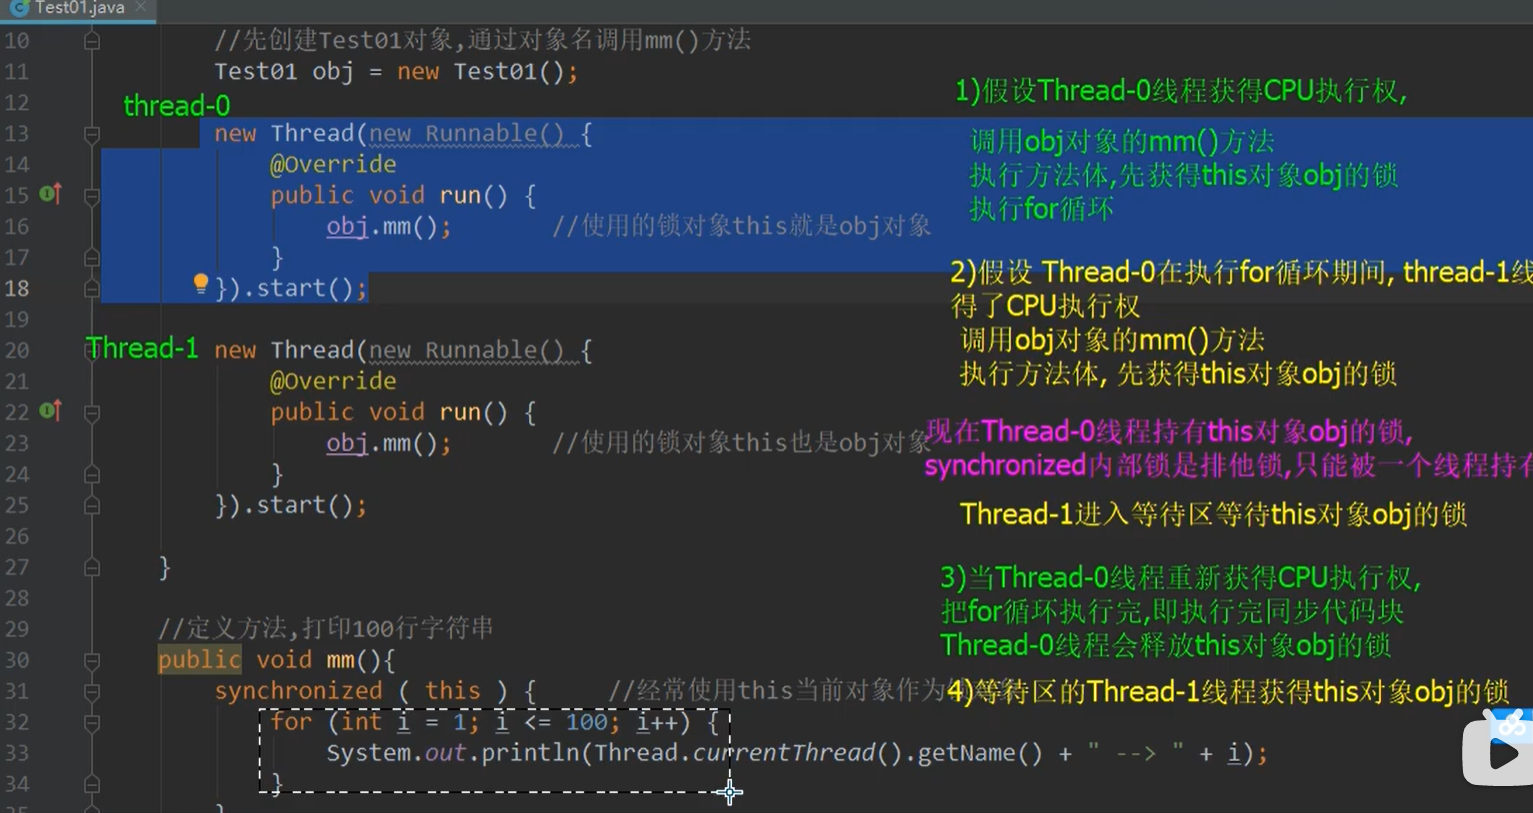 Test01.java
10 //先创建Test01对象,通过对象名调用mm()方法
11 Test01 obj = new Test01();
12
thread-0
13 new Thread(new Runnable() {
14 @Override
15 public void run() {
16 obj.mm(); //使用的锁对象this就是obj对象
17 }
18 }).start();
19
Thread-1
20 new Thread(new Runnable() {
21 @Override
22 public void run() {
23 obj.mm(); //使用的锁对象this也是obj对象
24 }
25 }).start();
26
27 }
28
29 //定义方法,打印100行字符串
30 public void mm(){
31 synchronized ( this ) { //经常使用this当前对象作为
32 for (int i = 1; i <= 100; i++) {
33 System.out.println(Thread.currentThread().getName() + " --> " + i);
34 }
1)假设Thread-0线程获得CPU执行权,
调用obj对象的mm()方法
执行方法体,先获得this对象obj的锁
执行for循环
2)假设 Thread-0在执行for循环期间, thread-1线
得了CPU执行权
调用obj对象的mm()方法
执行方法体, 先获得this对象obj的锁
现在Thread-0线程持有this对象obj的锁,
synchronized内部锁是排他锁,只能被一个线程持有
Thread-1进入等待区等待this对象obj的锁
3)当Thread-0线程重新获得CPU执行权,
把for循环执行完,即执行完同步代码块
Thread-0线程会释放this对象obj的锁
4)等待区的Thread-1线程获得this对象obj的锁